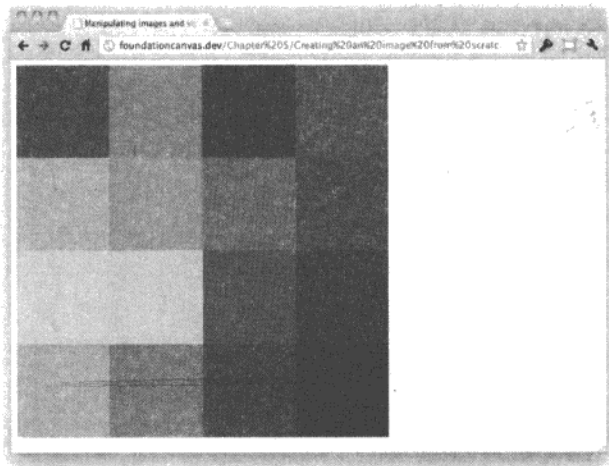 Manipulating images and
foundationcanvas.dev/Chapter%205/Creating%20an%20image%20from%20scratc